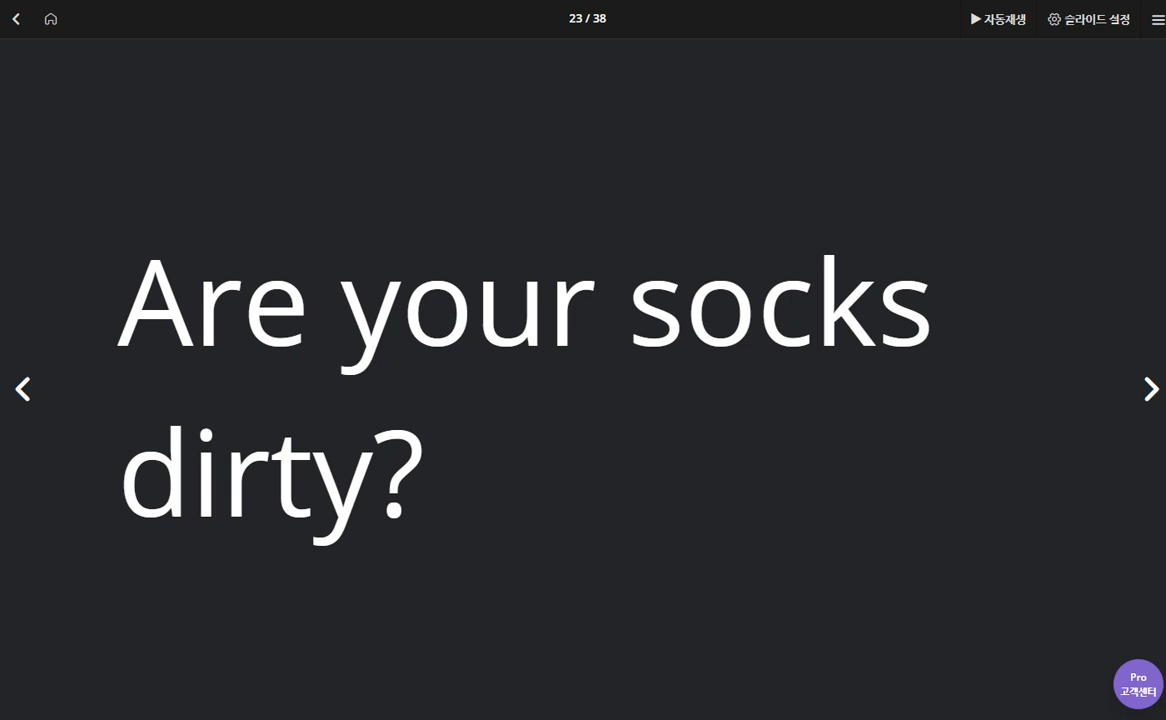 23 / 38
▶ 자동재생
슬라이드 설정
Are your socks
dirty?
Pro
고객센터